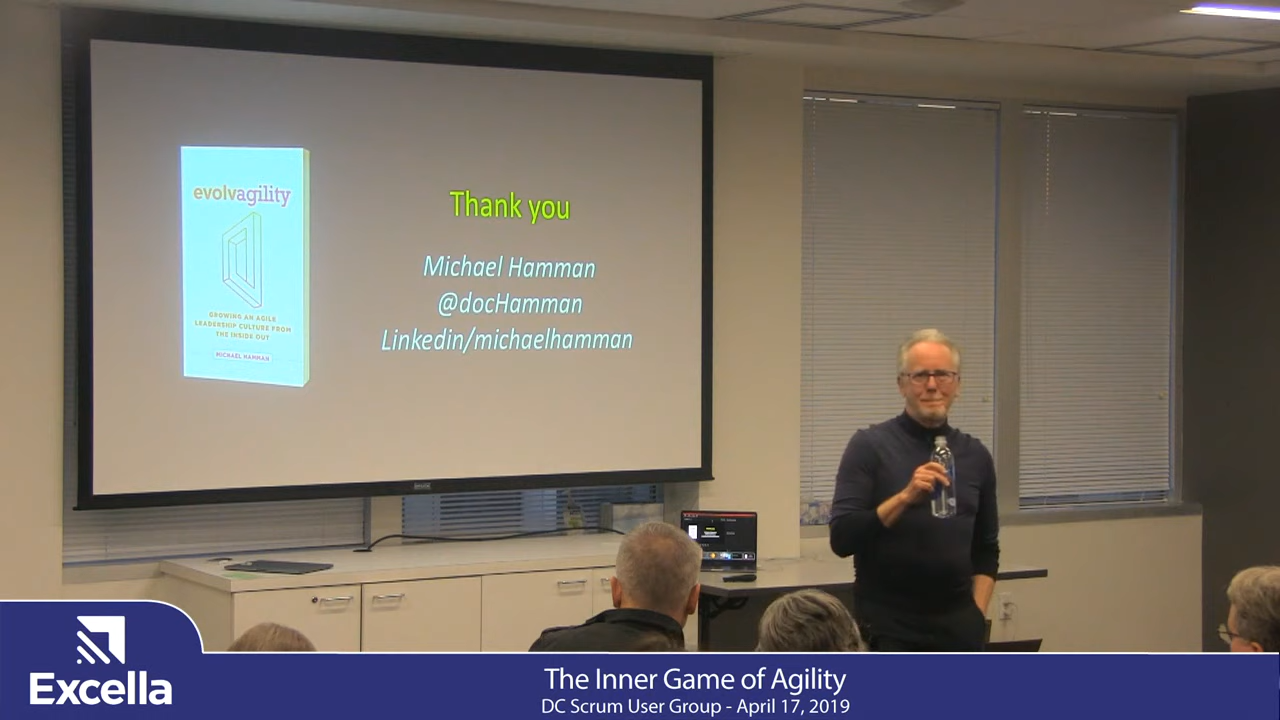 evolvagility
GROWING AN AGILE
LEADERSHIP CULTURE FROM
THE INSIDE OUT
MICHAEL HAMMAN
Thank you
Michael Hamman
@docHamman
Linkedin/michaelhamman
Excella
The Inner Game of Agility
DC Scrum User Group - April 17, 2019